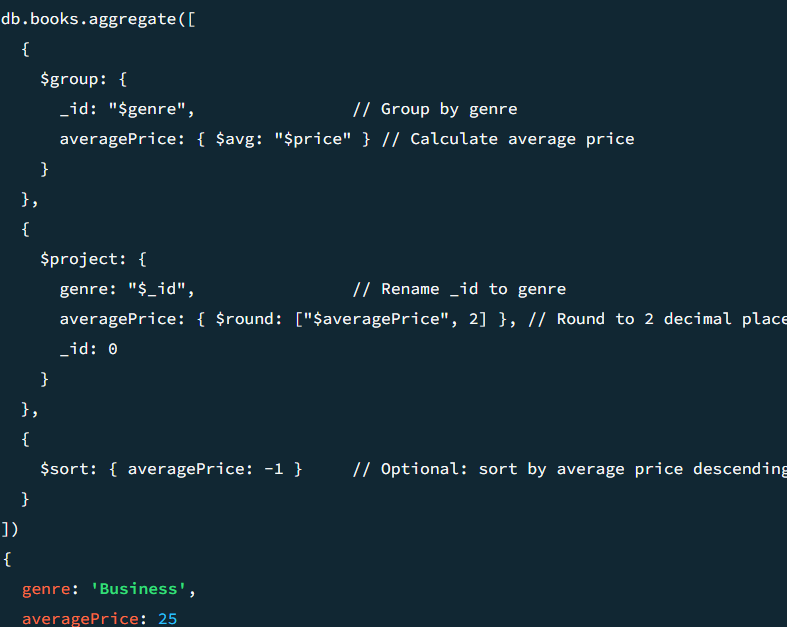 db.books.aggregate([
{
$group: {
_id: "$genre", // Group by genre
averagePrice: { $avg: "$price" } // Calculate average price
}
},
{
$project: {
genre: "$_id", // Rename _id to genre
averagePrice: { $round: ["$averagePrice", 2] }, // Round to 2 decimal place
_id: 0
}
},
{
$sort: { averagePrice: -1 } // Optional: sort by average price descending
}
])
{
genre: 'Business',
averagePrice: 25